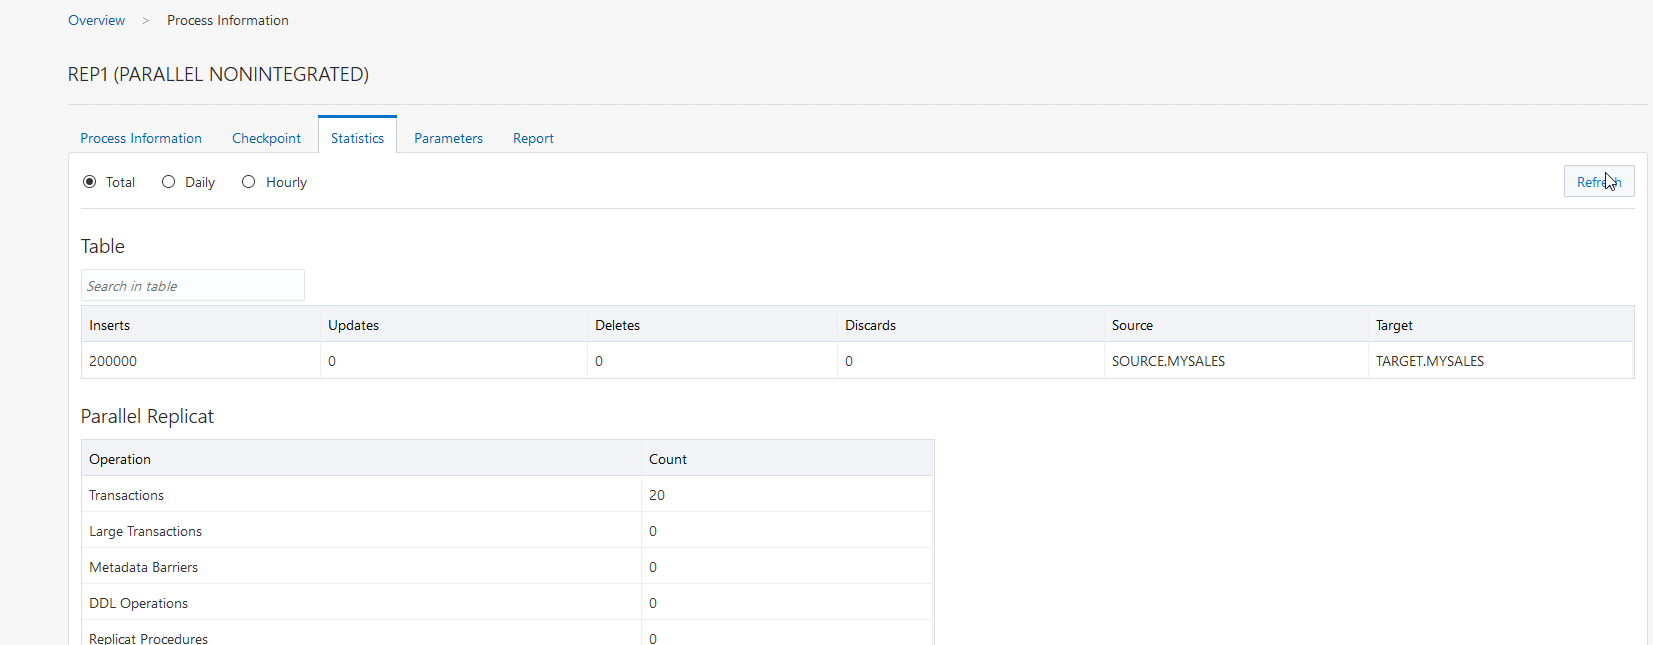 Overview > Process Information
REP1 (PARALLEL NONINTEGRATED)
Process Information Checkpoint Statistics Parameters Report
Total Daily Hourly Refresh
Table
Search in table
Inserts Updates Deletes Discards Source Target
200000 0 0 0 SOURCE.MYSALES TARGET.MYSALES
Parallel Replicat
Operation Count
Transactions 20
Large Transactions 0
Metadata Barriers 0
DDL Operations 0
Replicat Procedures 0